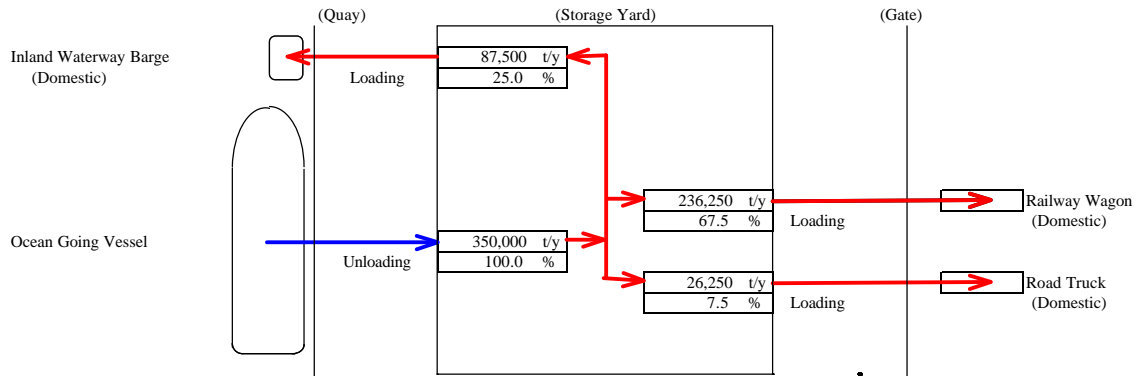 (Quay) (Storage Yard) (Gate)
Inland Waterway Barge
(Domestic)
Loading
87,500 t/y
25.0 %
236,250 t/y
67.5 %
Loading
Railway Wagon
(Domestic)
Ocean Going Vessel
Unloading
350,000 t/y
100.0 %
26,250 t/y
7.5 %
Loading
Road Truck
(Domestic)